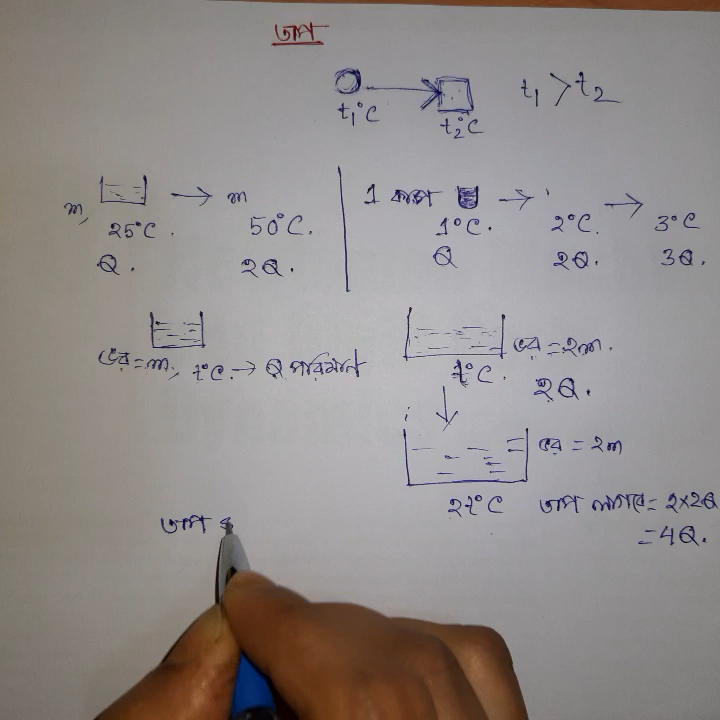 তাপ
t₁°C
t₂°C
t₁ > t₂
m,
25°C.
Q.
m
50°C.
2Q.
1 কাপ
1°C.
Q
2°C.
2Q.
3°C
3Q.
ভর = m, t°C. → Q পরিমাণ
ভর = 2m.
t°C.
2Q.
ভর = 2m
2t°C
তাপ লাগবে = 2×2Q
= 4Q.
তাপ